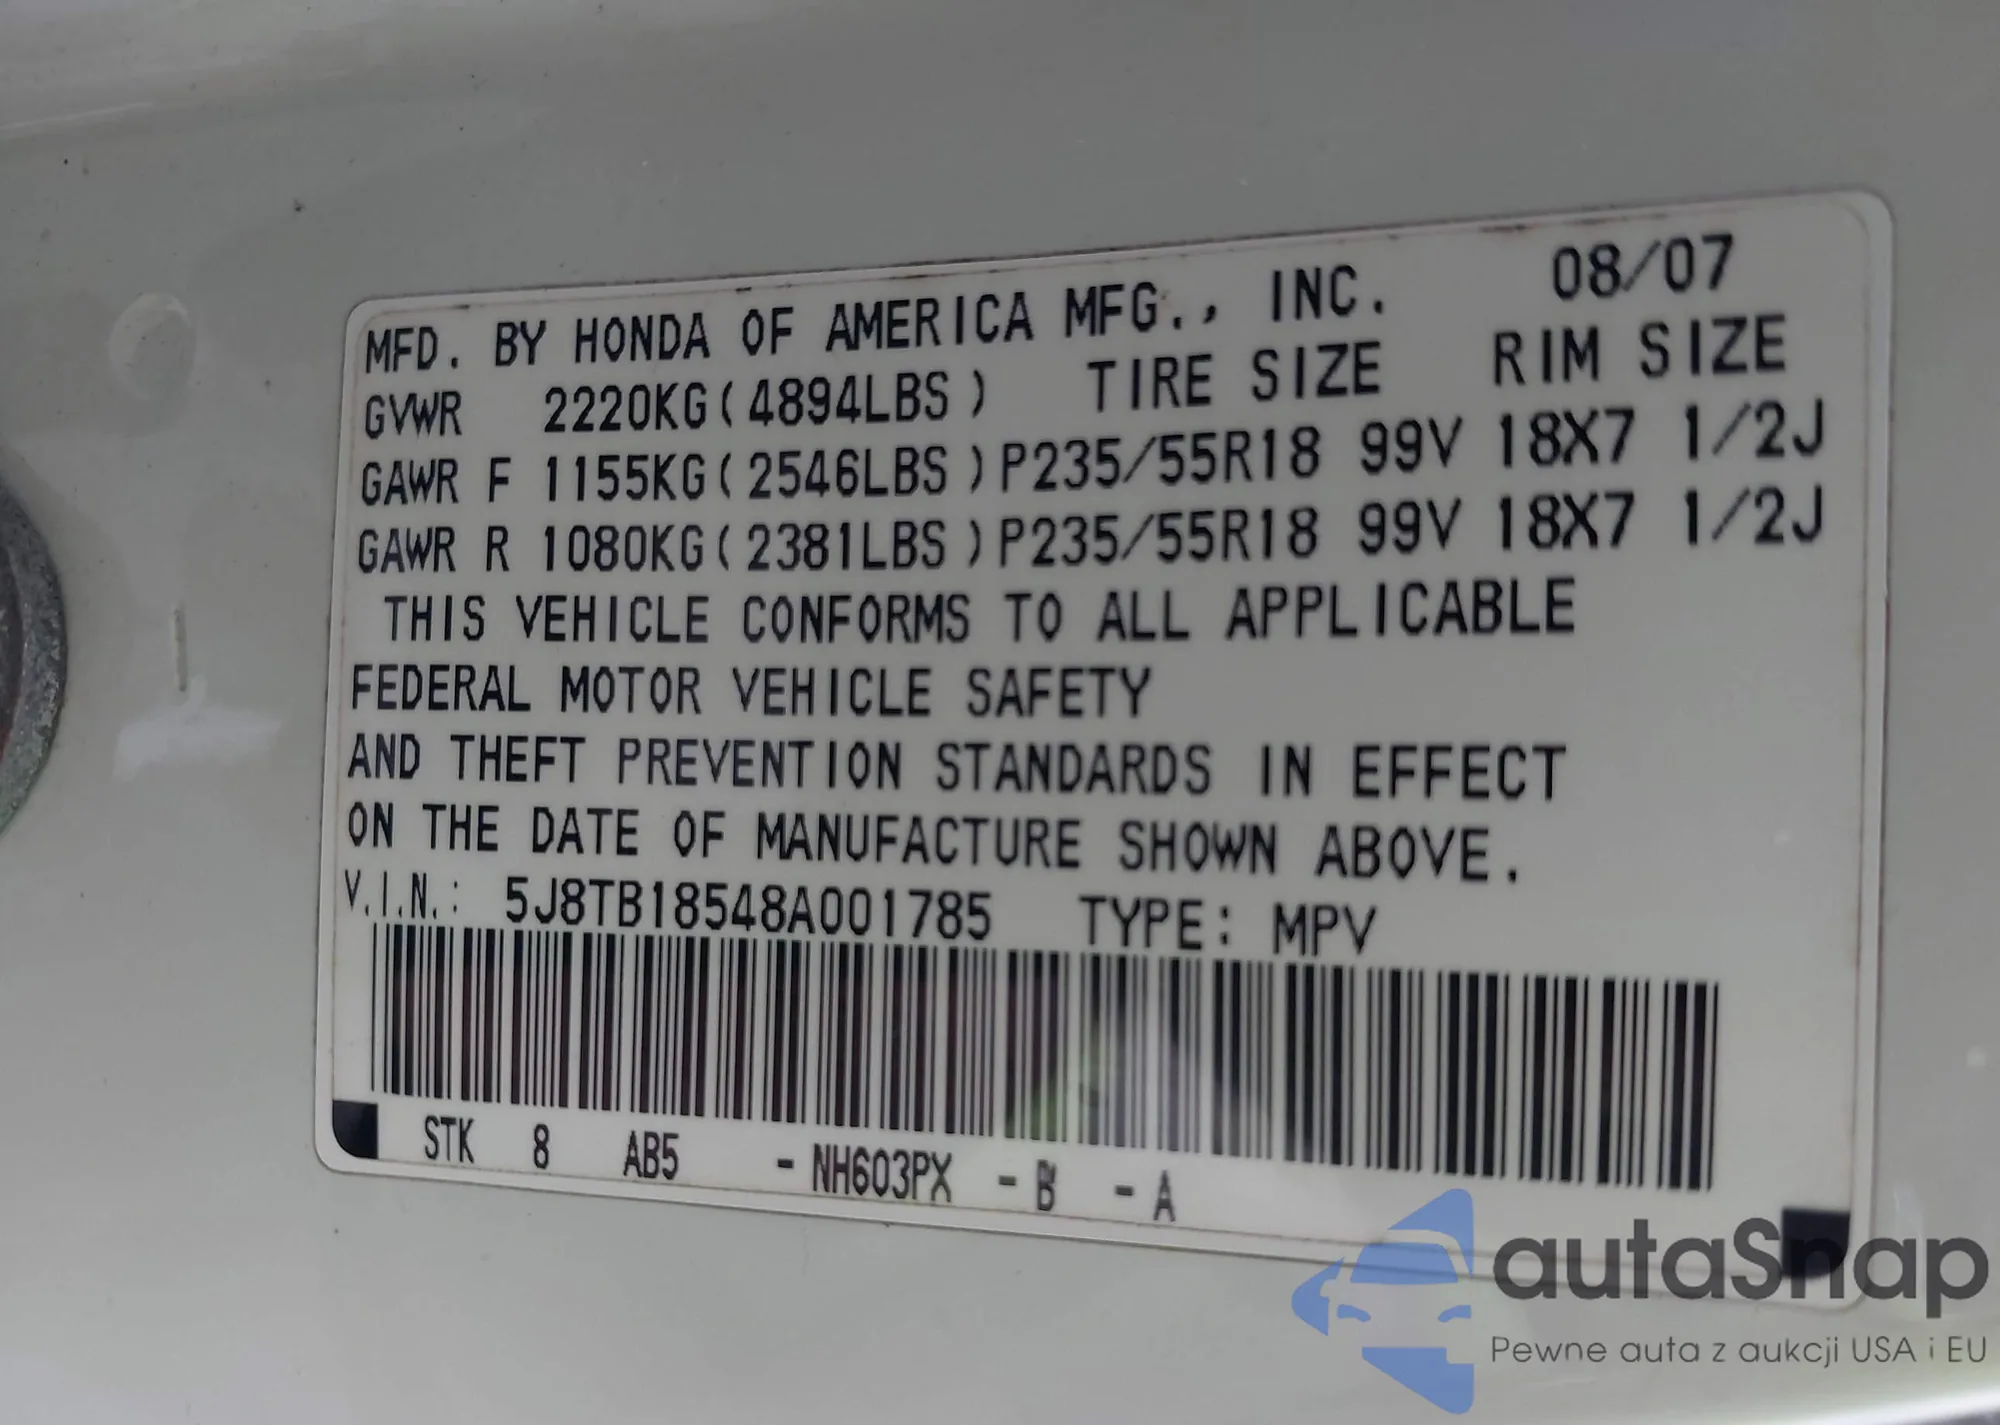 MFD. BY HONDA OF AMERICA MFG., INC. 08/07
GVWR 2220KG(4894LBS) TIRE SIZE RIM SIZE
GAWR F 1155KG(2546LBS)P235/55R18 99V 18X7 1/2J
GAWR R 1080KG(2381LBS)P235/55R18 99V 18X7 1/2J
THIS VEHICLE CONFORMS TO ALL APPLICABLE
FEDERAL MOTOR VEHICLE SAFETY
AND THEFT PREVENTION STANDARDS IN EFFECT
ON THE DATE OF MANUFACTURE SHOWN ABOVE.
V.I.N.: 5J8TB18548A001785 TYPE: MPV
STK 8 AB5 - NH603PX - B - A
autaSnap
Pewne auta z aukcji USA i EU